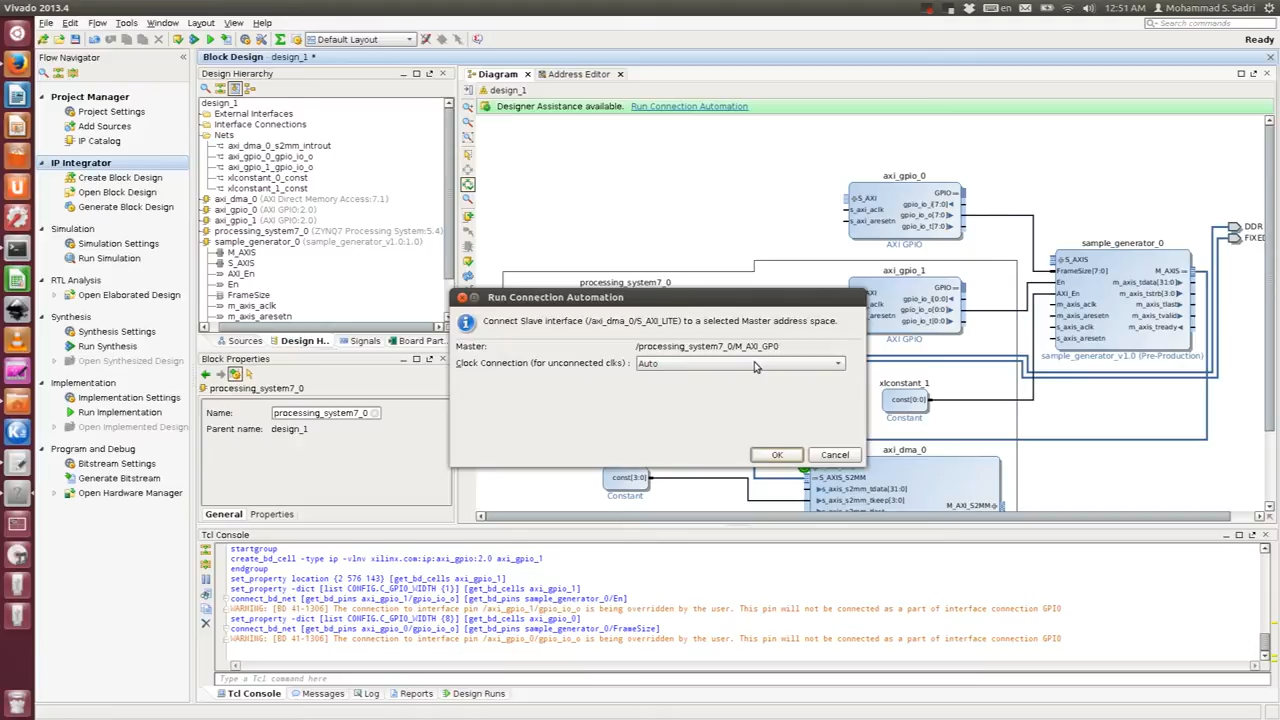 Vivado 2013.4
en
12:51 AM
Mohammad S. Sadri
File Edit Flow Tools Window Layout View Help
Search commands
Default Layout
Ready
Flow Navigator
Project Manager
Project Settings
Add Sources
IP Catalog
IP Integrator
Create Block Design
Open Block Design
Generate Block Design
Simulation
Simulation Settings
Run Simulation
RTL Analysis
Open Elaborated Design
Synthesis
Synthesis Settings
Run Synthesis
Open Synthesized Design
Implementation
Implementation Settings
Run Implementation
Open Implemented Design
Program and Debug
Bitstream Settings
Generate Bitstream
Open Hardware Manager
Block Design - design_1 *
Design Hierarchy
design_1
External Interfaces
Interface Connections
Nets
axi_dma_0_s2mm_introut
axi_gpio_0_gpio_io_o
axi_gpio_1_gpio_io_o
xlconstant_0_const
xlconstant_1_const
axi_dma_0 (AXI Direct Memory Access:7.1)
axi_gpio_0 (AXI GPIO:2.0)
axi_gpio_1 (AXI GPIO:2.0)
processing_system7_0 (ZYNQ7 Processing System:5.4)
sample_generator_0 (sample_generator_v1.0:1.0)
M_AXIS
S_AXIS
AXI_En
En
FrameSize
m_axis_aclk
m_axis_aresetn
Sources Design H... Signals Board Part...
Block Properties
processing_system7_0
Name: processing_system7_0
Parent name: design_1
General Properties
Diagram Address Editor
design_1
Designer Assistance available. Run Connection Automation
axi_gpio_0
S_AXI
s_axi_aclk
s_axi_aresetn
GPIO
gpio_io_i[7:0]
gpio_io_o[7:0]
gpio_io_t[7:0]
AXI GPIO
axi_gpio_1
GPIO
AXI GPIO
processing_system7_0
sample_generator_0
S_AXIS
FrameSize[7:0]
En
AXI_En
m_axis_aclk
m_axis_aresetn
s_axis_aclk
s_axis_aresetn
M_AXIS
m_axis_tdata[31:0]
m_axis_tstrb[3:0]
m_axis_tlast
m_axis_tvalid
m_axis_tready
sample_generator_v1.0 (Pre-Production)
DDR
FIXED
xlconstant_1
const[0:0]
Constant
axi_dma_0
S_AXIS_S2MM
s_axis_s2mm_tdata[31:0]
s_axis_s2mm_tkeep[3:0]
M_AXI_S2MM
const[3:0]
Constant
Run Connection Automation
Connect Slave interface (/axi_dma_0/S_AXI_LITE) to a selected Master address space.
Master: /processing_system7_0/M_AXI_GP0
Clock Connection (for unconnected clks) : Auto
OK Cancel
Tcl Console
startgroup
create_bd_cell -type ip -vlnv xilinx.com:ip:axi_gpio:2.0 axi_gpio_1
endgroup
set_property location {2 576 143} [get_bd_cells axi_gpio_1]
set_property -dict [list CONFIG.C_GPIO_WIDTH {1}] [get_bd_cells axi_gpio_1]
connect_bd_net [get_bd_pins axi_gpio_1/gpio_io_o] [get_bd_pins sample_generator_0/En]
WARNING: [BD 41-1306] The connection to interface pin /axi_gpio_1/gpio_io_o is being overridden by the user. This pin will not be connected as a part of interface connection GPIO
set_property -dict [list CONFIG.C_GPIO_WIDTH {8}] [get_bd_cells axi_gpio_0]
connect_bd_net [get_bd_pins axi_gpio_0/gpio_io_o] [get_bd_pins sample_generator_0/FrameSize]
WARNING: [BD 41-1306] The connection to interface pin /axi_gpio_0/gpio_io_o is being overridden by the user. This pin will not be connected as a part of interface connection GPIO
Type a Tcl command here
Tcl Console Messages Log Reports Design Runs